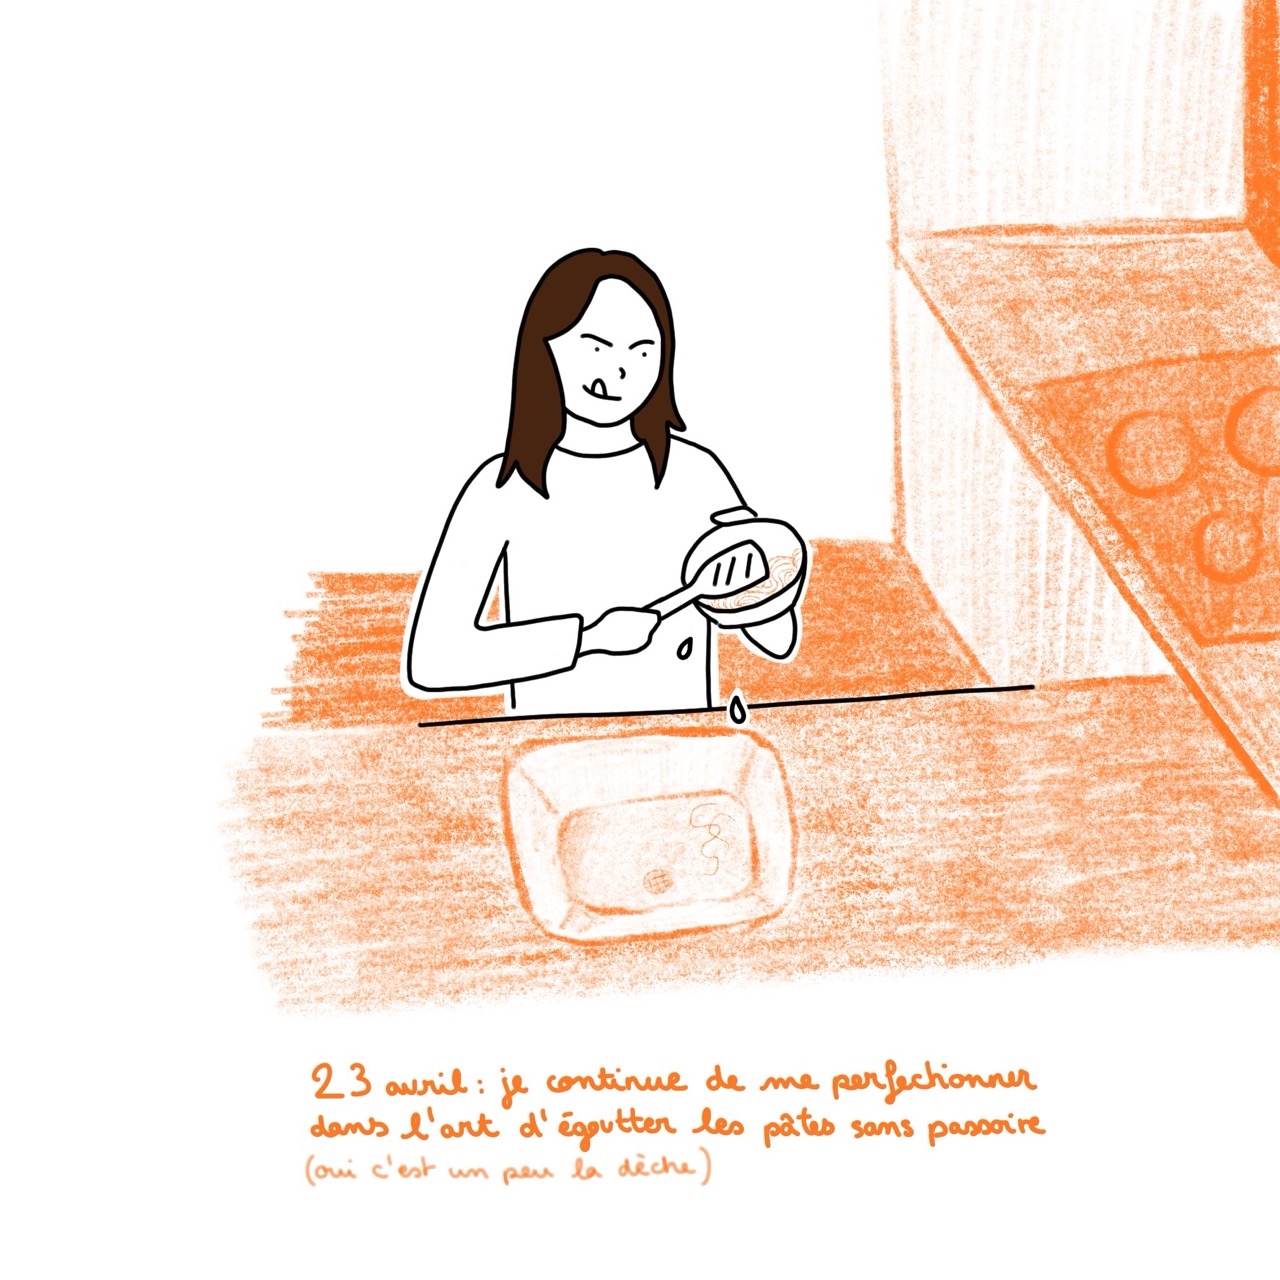 23 avril : je continue de me perfectionner
dans l'art d'égoutter les pâtes sans passoire
(oui c'est un peu la dèche)